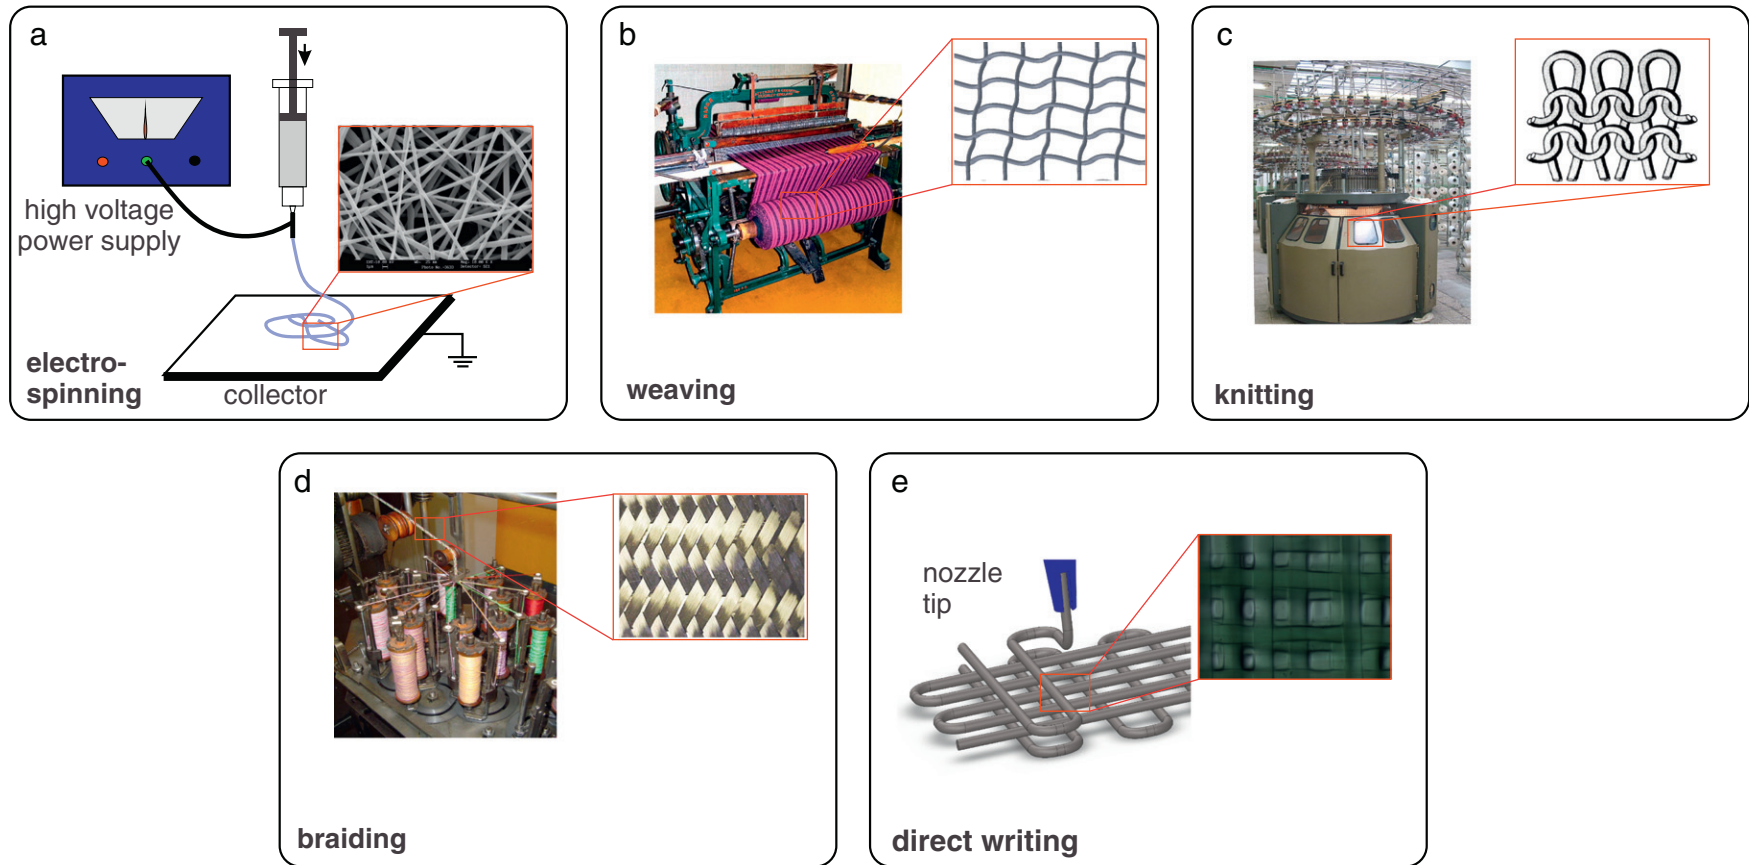 a
high voltage
power supply
electro-
spinning
collector
b
weaving
c
knitting
d
braiding
e
nozzle
tip
direct writing